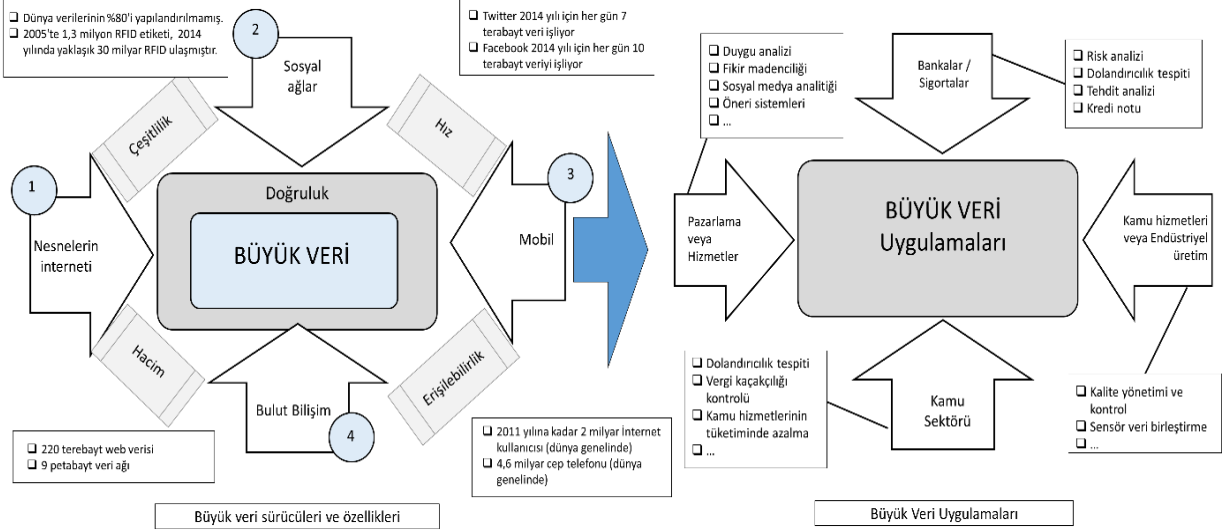 ❑ Dünya verilerinin %80'i yapılandırılmamış.
❑ 2005'te 1,3 milyon RFID etiketi, 2014
yılında yaklaşık 30 milyar RFID ulaşmıştır.
2
Sosyal
ağlar
❑ Twitter 2014 yılı için her gün 7
terabayt veri işliyor
❑ Facebook 2014 yılı için her gün 10
terabayt veriyi işliyor
Çeşitlilik
Hız
1
Nesnelerin
interneti
Doğruluk
BÜYÜK VERİ
3
Mobil
Hacim
Erişilebilirlik
Bulut Bilişim
4
❑ 220 terebayt web verisi
❑ 9 petabayt veri ağı
❑ 2011 yılına kadar 2 milyar İnternet
kullanıcısı (dünya genelinde)
❑ 4,6 milyar cep telefonu (dünya
genelinde)
Büyük veri sürücüleri ve özellikleri
❑ Duygu analizi
❑ Fikir madenciliği
❑ Sosyal medya analitiği
❑ Öneri sistemleri
❑ ...
Bankalar /
Sigortalar
❑ Risk analizi
❑ Dolandırıcılık tespiti
❑ Tehdit analizi
❑ Kredi notu
Pazarlama
veya
Hizmetler
BÜYÜK VERİ
Uygulamaları
Kamu hizmetleri
veya Endüstriyel
üretim
❑ Dolandırıcılık tespiti
❑ Vergi kaçakçılığı
kontrolü
❑ Kamu hizmetlerinin
tüketiminde azalma
❑ ...
Kamu
Sektörü
❑ Kalite yönetimi ve
kontrol
❑ Sensör veri birleştirme
❑ ...
Büyük Veri Uygulamaları